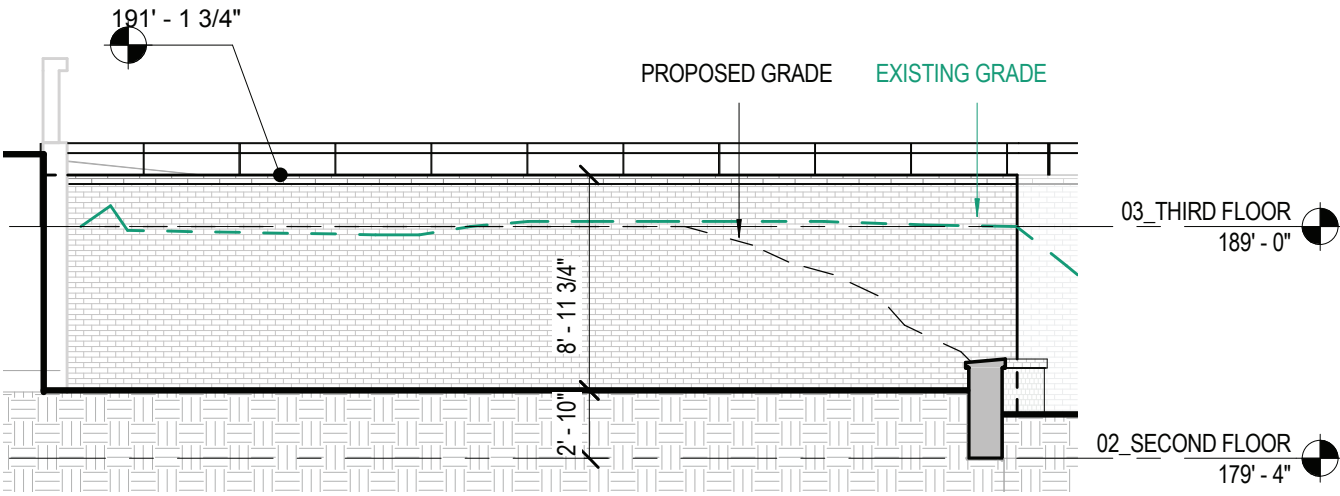 191' - 1 3/4"
PROPOSED GRADE
EXISTING GRADE
03_THIRD FLOOR
189' - 0"
8' - 11 3/4"
2' - 10"
02_SECOND FLOOR
179' - 4"